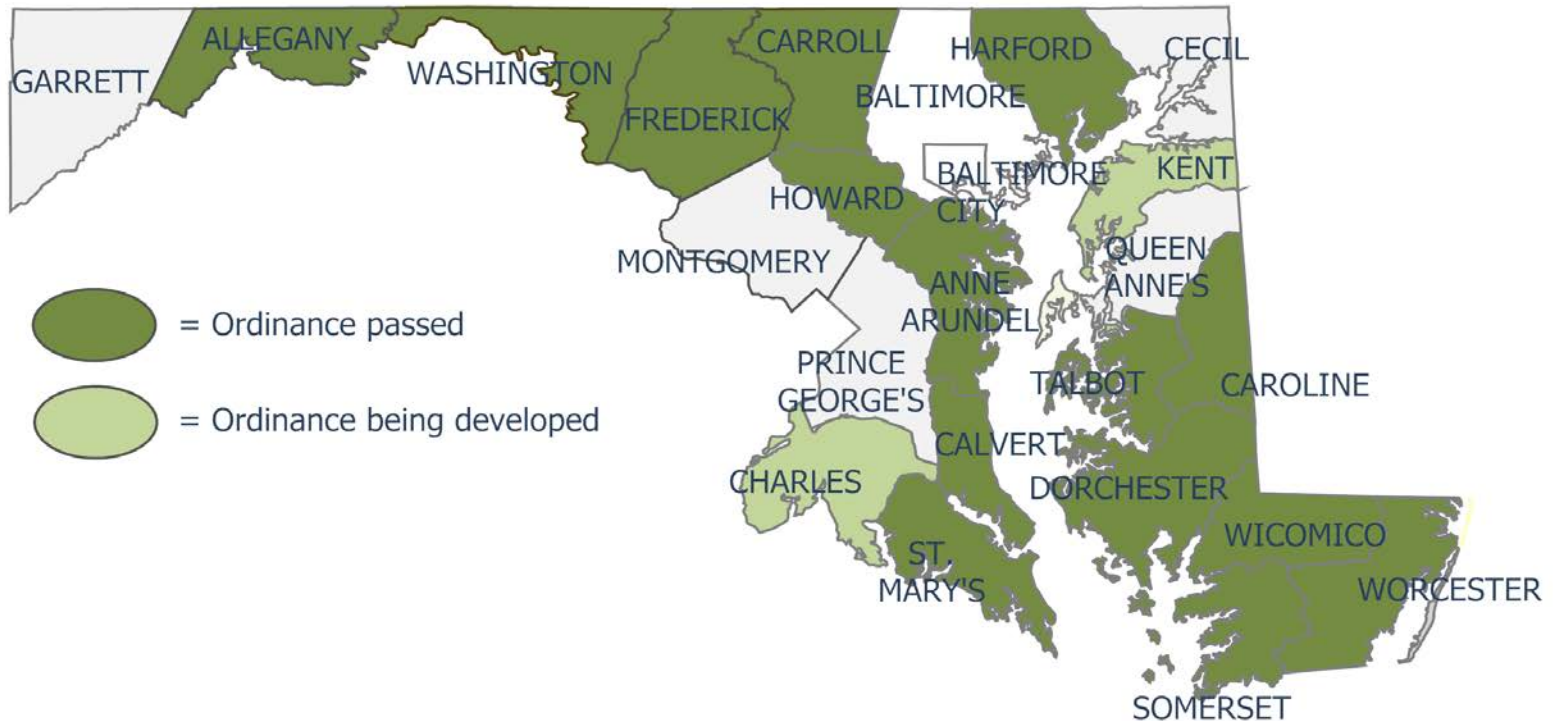 ALLEGANY
CARROLL
HARFORD
CECIL
GARRETT
WASHINGTON
BALTIMORE
FREDERICK
BALTIMORE
CITY
KENT
HOWARD
MONTGOMERY
QUEEN
ANNE'S
ANNE
ARUNDEL
= Ordinance passed
PRINCE
GEORGE'S
TALBOT
CAROLINE
= Ordinance being developed
CALVERT
CHARLES
DORCHESTER
WICOMICO
ST.
MARY'S
WORCESTER
SOMERSET